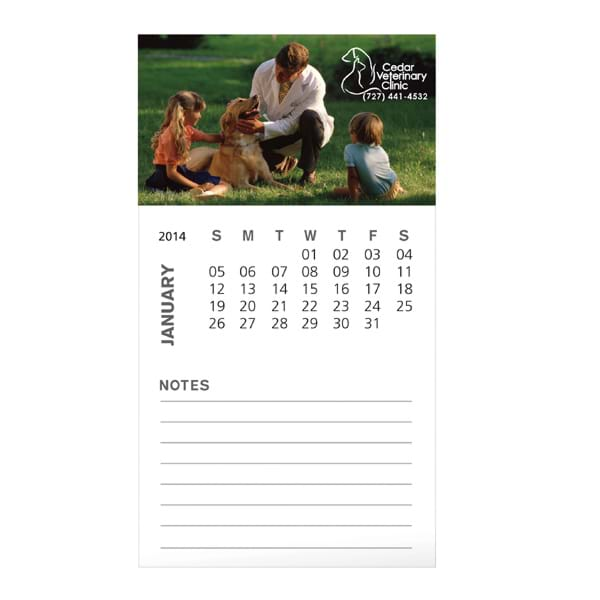 Cedar
Veterinary
Clinic
(727) 441-4532
2014 S M T W T F S
JANUARY
01 02 03 04
05 06 07 08 09 10 11
12 13 14 15 16 17 18
19 20 21 22 23 24 25
26 27 28 29 30 31
NOTES